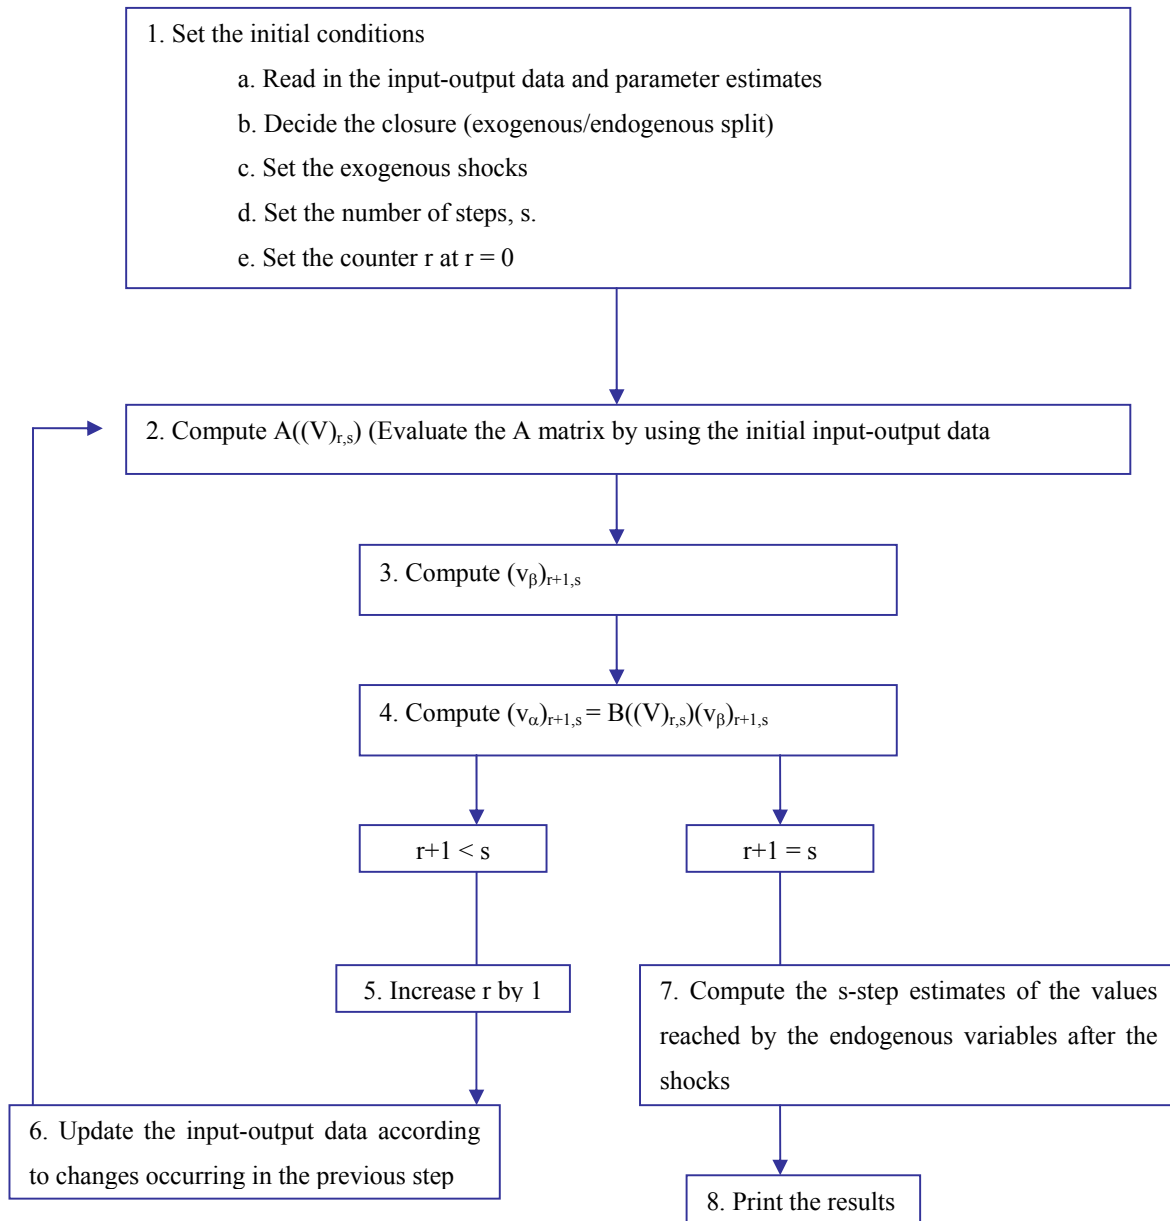 1. Set the initial conditions
a. Read in the input-output data and parameter estimates
b. Decide the closure (exogenous/endogenous split)
c. Set the exogenous shocks
d. Set the number of steps, s.
e. Set the counter r at r = 0
2. Compute A((V)r,s) (Evaluate the A matrix by using the initial input-output data
3. Compute (vβ)r+1,s
4. Compute (vα)r+1,s = B((V)r,s)(vβ)r+1,s
r+1 < s
r+1 = s
5. Increase r by 1
7. Compute the s-step estimates of the values
reached by the endogenous variables after the
shocks
6. Update the input-output data according
to changes occurring in the previous step
8. Print the results